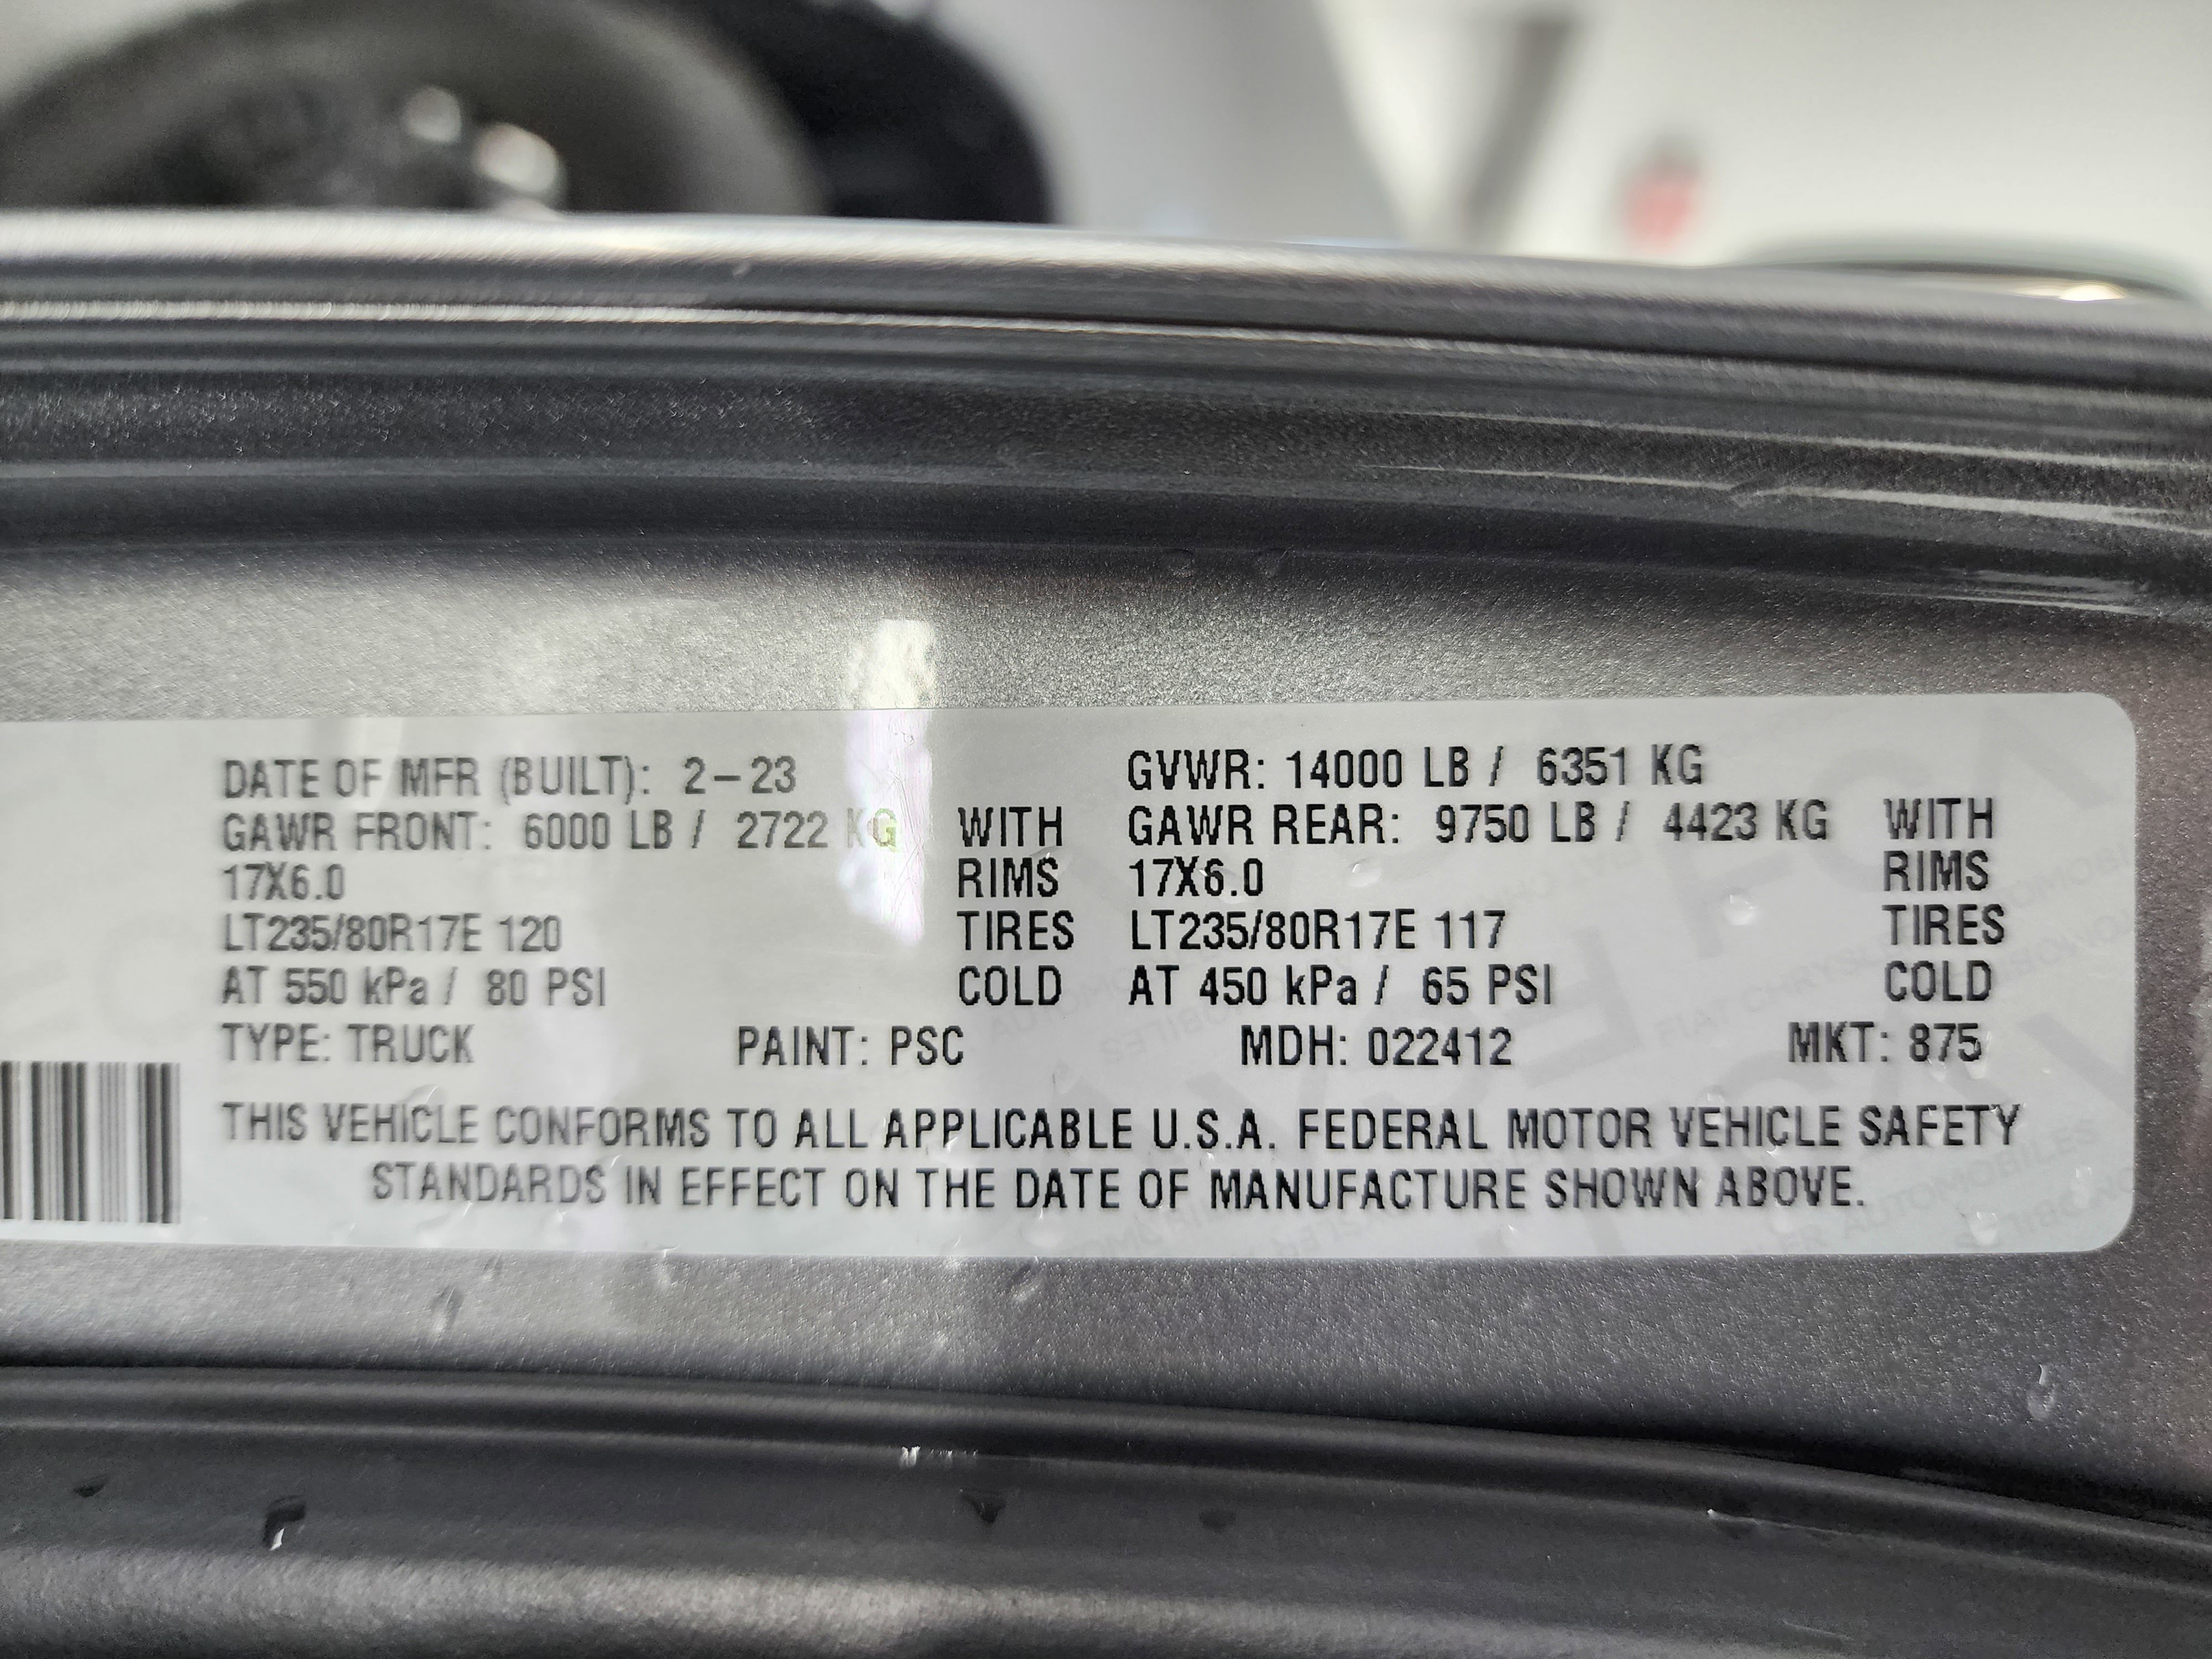 DATE OF MFR (BUILT): 2-23 GVWR: 14000 LB / 6351 KG
GAWR FRONT: 6000 LB / 2722 KG WITH GAWR REAR: 9750 LB / 4423 KG WITH
17X6.0 RIMS 17X6.0 RIMS
LT235/80R17E 120 TIRES LT235/80R17E 117 TIRES
AT 550 kPa / 80 PSI COLD AT 450 kPa / 65 PSI COLD
TYPE: TRUCK PAINT: PSC MDH: 022412 MKT: 875
THIS VEHICLE CONFORMS TO ALL APPLICABLE U.S.A. FEDERAL MOTOR VEHICLE SAFETY
STANDARDS IN EFFECT ON THE DATE OF MANUFACTURE SHOWN ABOVE.